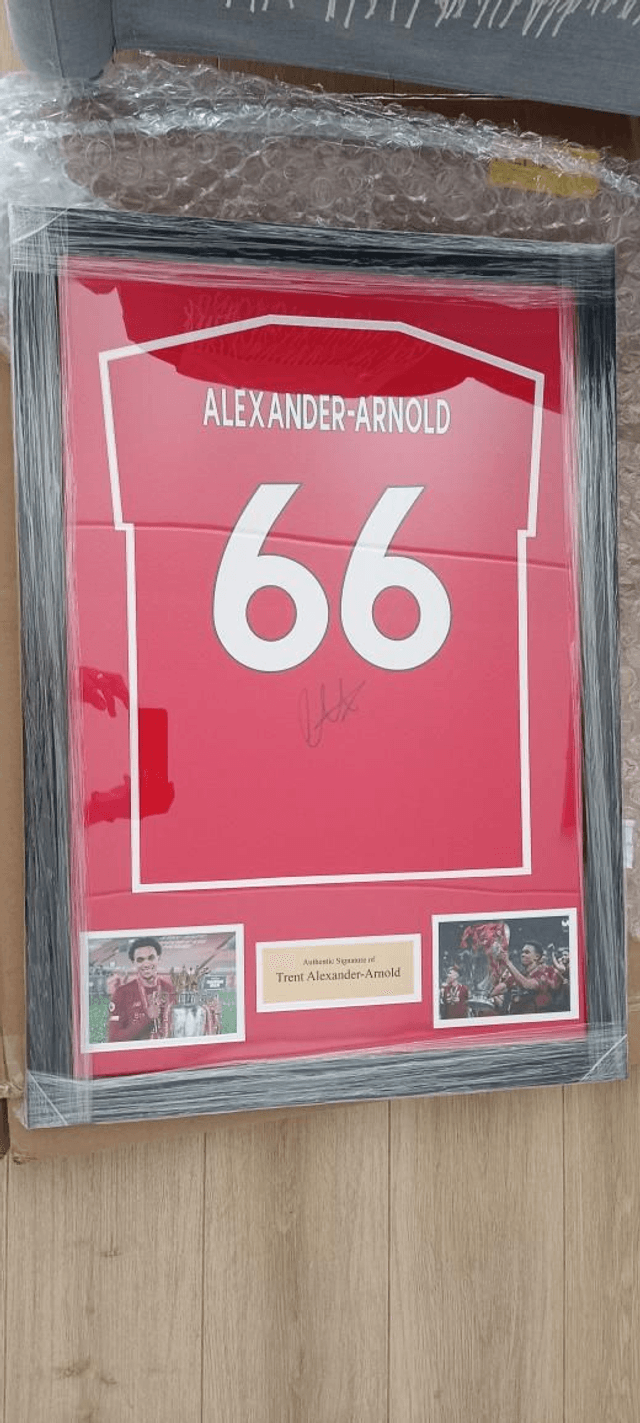 ALEXANDER-ARNOLD
66
Authentic Signature of
Trent Alexander-Arnold